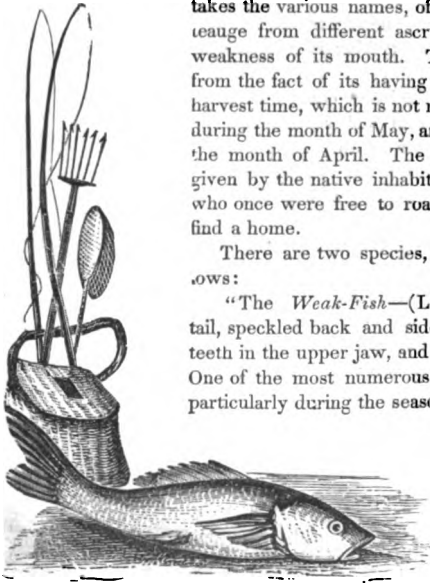 takes the various names, of
teauge from different ascr
weakness of its mouth. T
from the fact of its having
harvest time, which is not r
during the month of May, a
the month of April. The
given by the native inhabit
who once were free to roa
find a home.
There are two species,
lows:
"The Weak-Fish—(L
tail, speckled back and sid
teeth in the upper jaw, and
One of the most numerous
particularly during the seas